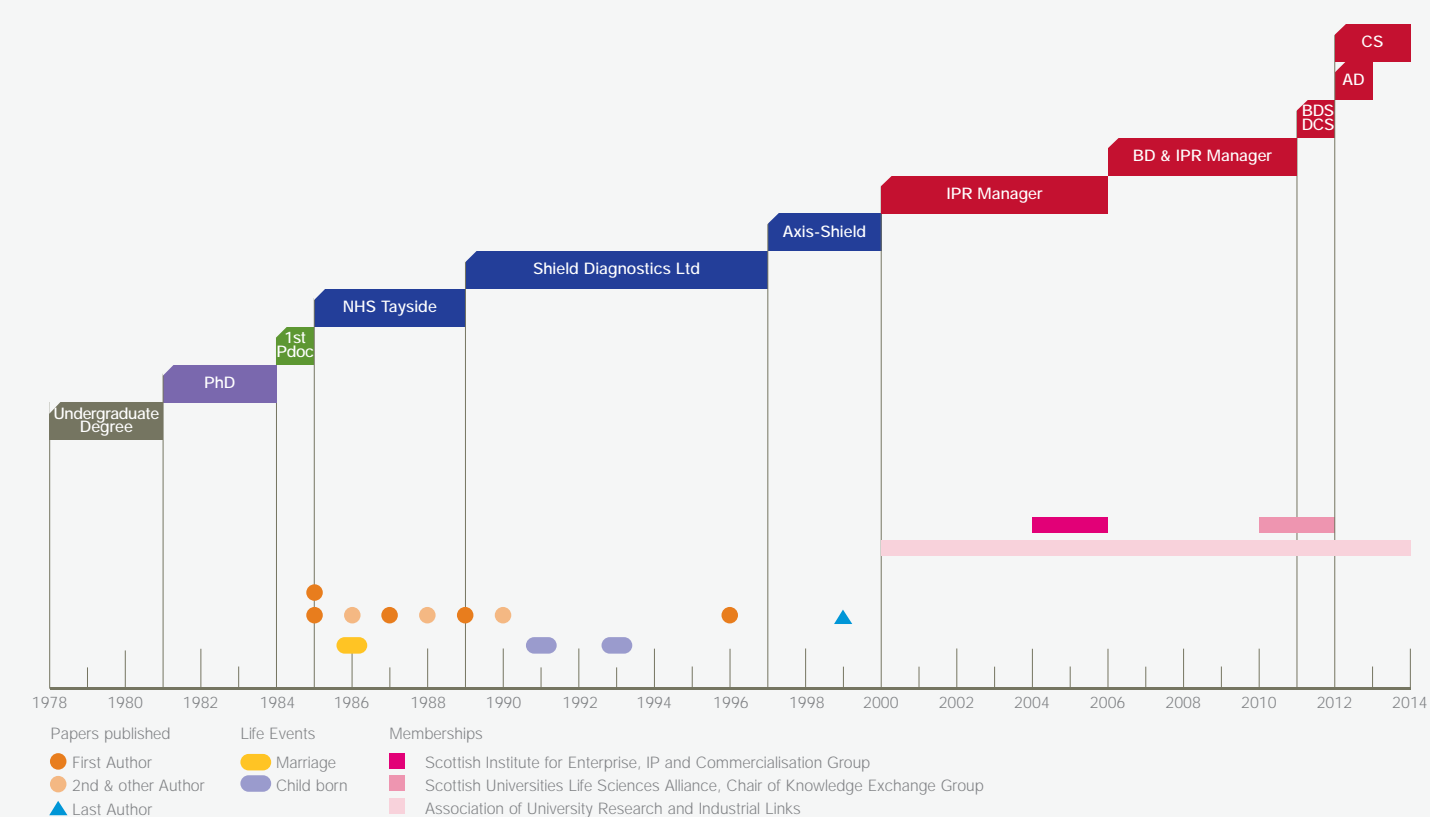 CS
AD
BDS
DCS
BD & IPR Manager
IPR Manager
Axis-Shield
Shield Diagnostics Ltd
NHS Tayside
1st
Pdoc
PhD
Undergraduate
Degree
1978 1980 1982 1984 1986 1988 1990 1992 1994 1996 1998 2000 2002 2004 2006 2008 2010 2012 2014
Papers published
First Author
2nd & other Author
Last Author
Life Events
Marriage
Child born
Memberships
Scottish Institute for Enterprise, IP and Commercialisation Group
Scottish Universities Life Sciences Alliance, Chair of Knowledge Exchange Group
Association of University Research and Industrial Links